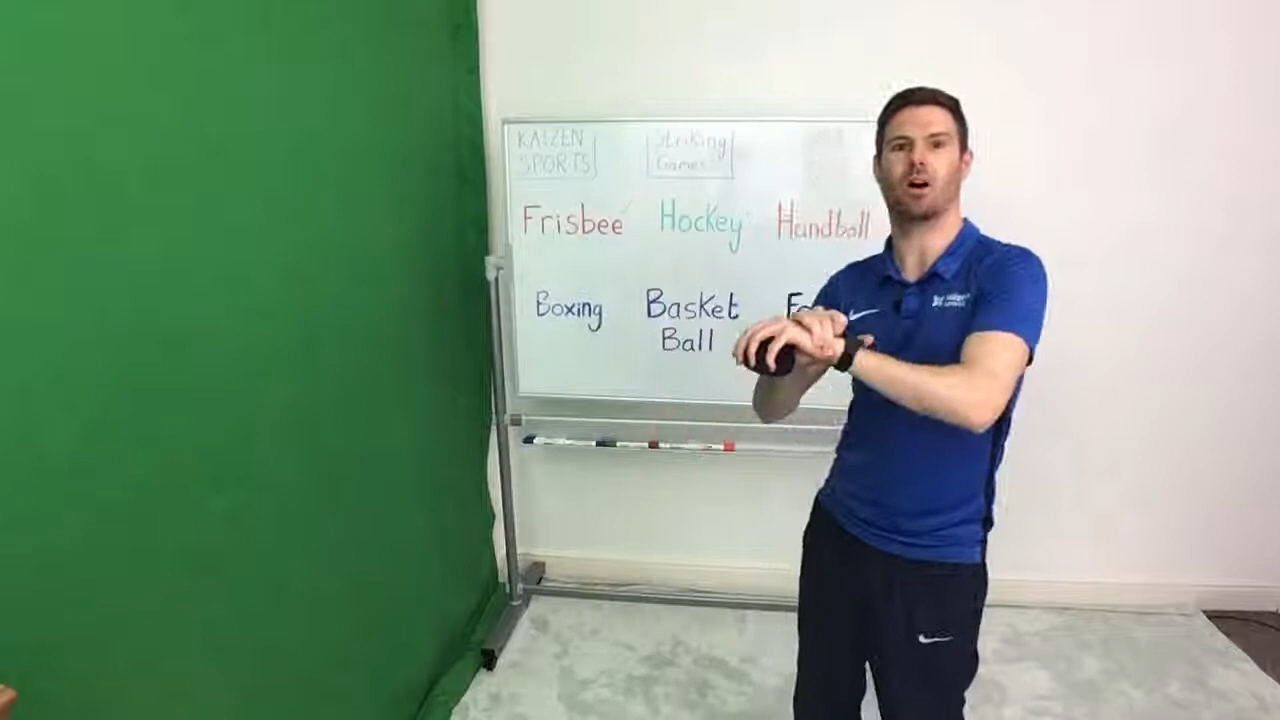 KAIZEN
SPORTS
Striking
Games
Frisbee Hockey Handball
Boxing Basket
Ball